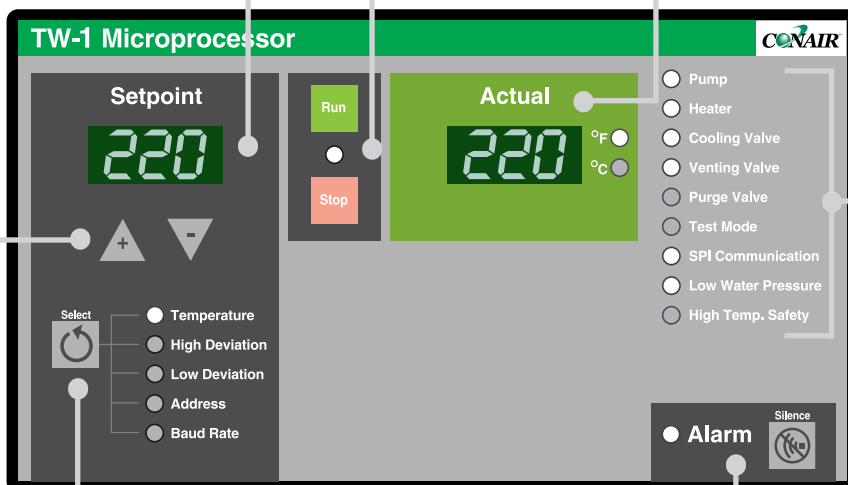 TW-1 Microprocessor
CONAIR
Setpoint
220
+
-
Select
Temperature
High Deviation
Low Deviation
Address
Baud Rate
Run
Stop
Actual
220
°F
°C
Pump
Heater
Cooling Valve
Venting Valve
Purge Valve
Test Mode
SPI Communication
Low Water Pressure
High Temp. Safety
Alarm
Silence